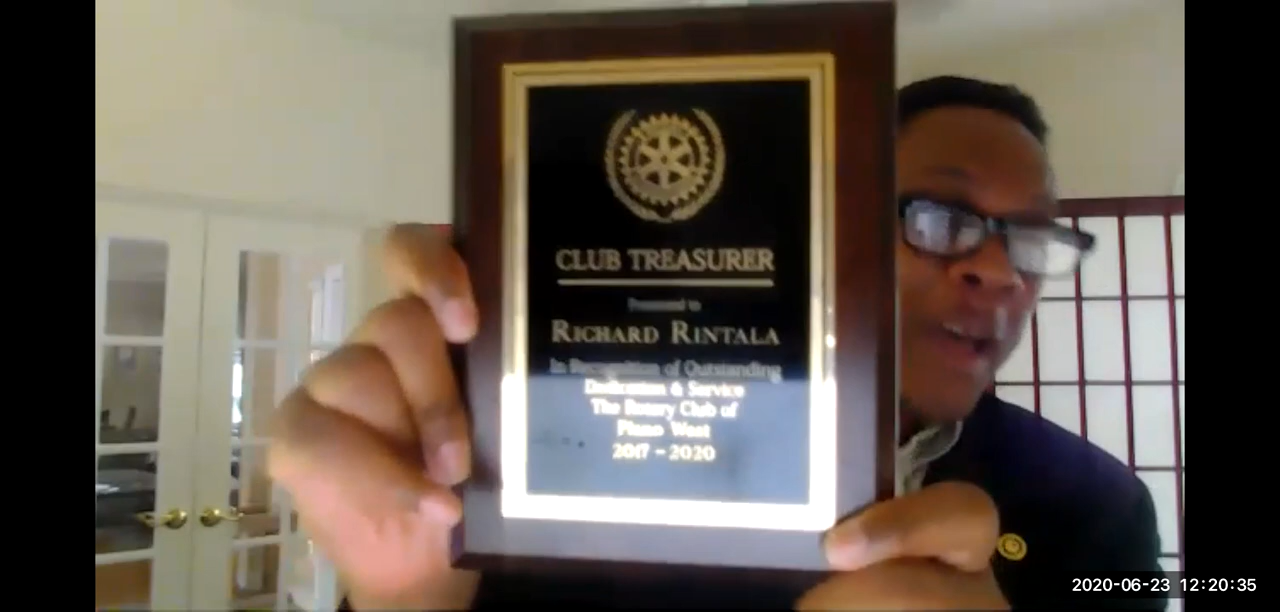 CLUB TREASURER
Presented to
RICHARD RINTALA
In Recognition of Outstanding
Dedication & Service
The Rotary Club of
Plano West
2017 - 2020
2020-06-23 12:20:35